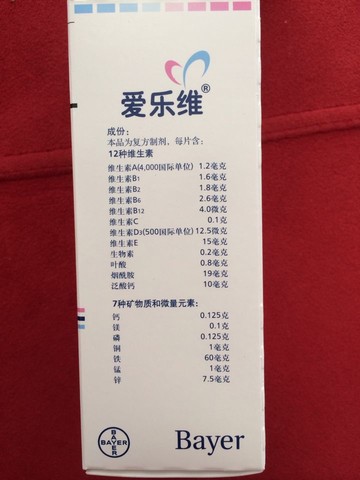 爱乐维®
成份：
本品为复方制剂，每片含：
12种维生素
维生素A(4,000国际单位) 1.2毫克
维生素B1 1.6毫克
维生素B2 1.8毫克
维生素B6 2.6毫克
维生素B12 4.0微克
维生素C 0.1克
维生素D3(500国际单位) 12.5微克
维生素E 15毫克
生物素 0.2毫克
叶酸 0.8毫克
烟酰胺 19毫克
泛酸钙 10毫克
7种矿物质和微量元素：
钙 0.125克
镁 0.1克
磷 0.125克
铜 1毫克
铁 60毫克
锰 1毫克
锌 7.5毫克
BAYER
BAYER
Bayer